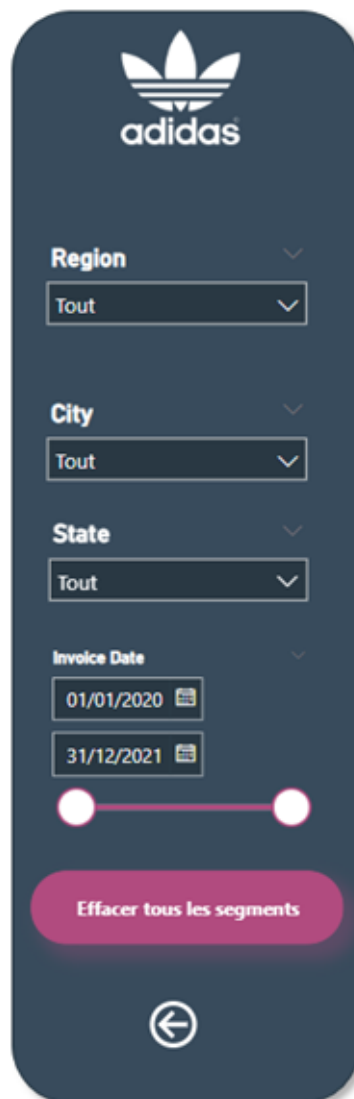 adidas
Region
Tout
City
Tout
State
Tout
Invoice Date
01/01/2020
31/12/2021
Effacer tous les segments